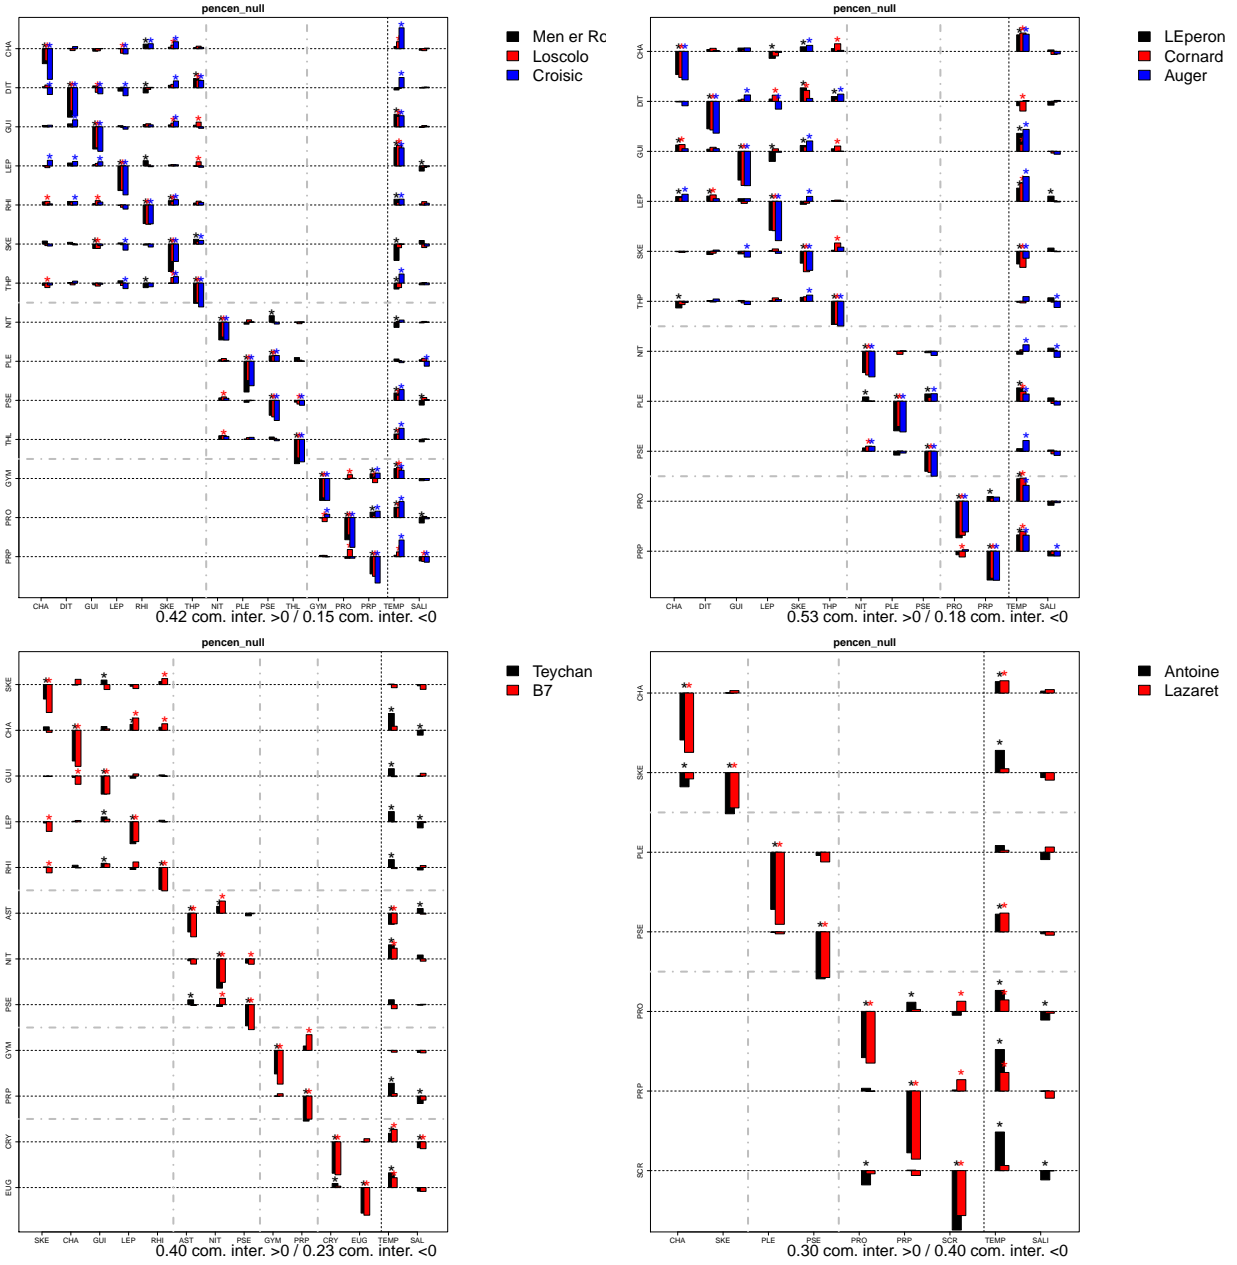 pencen_null
Men er Rc
Loscolo
Croisic
CHA
DIT
GUI
LEP
RHI
SKE
THP
NIT
PLE
PSE
THL
GYM
PRO
PRP
CHA DIT GUI LEP RHI SKE THP NIT PLE PSE THL GYM PRO PRP TEMP SALI
0.42 com. inter. >0 / 0.15 com. inter. <0
pencen_null
LEperon
Cornard
Auger
CHA
DIT
GUI
LEP
SKE
THP
NIT
PLE
PSE
PRO
PRP
CHA DIT GUI LEP SKE THP NIT PLE PSE PRO PRP TEMP SALI
0.53 com. inter. >0 / 0.18 com. inter. <0
pencen_null
Teychan
B7
SKE
CHA
GUI
LEP
RHI
AST
NIT
PSE
GYM
PRP
CRY
EUG
SKE CHA GUI LEP RHI AST NIT PSE GYM PRP CRY EUG TEMP SAL
0.40 com. inter. >0 / 0.23 com. inter. <0
pencen_null
Antoine
Lazaret
CHA
SKE
PLE
PSE
PRO
PRP
SCR
CHA SKE PLE PSE PRO PRP SCR TEMP SALI
0.30 com. inter. >0 / 0.40 com. inter. <0